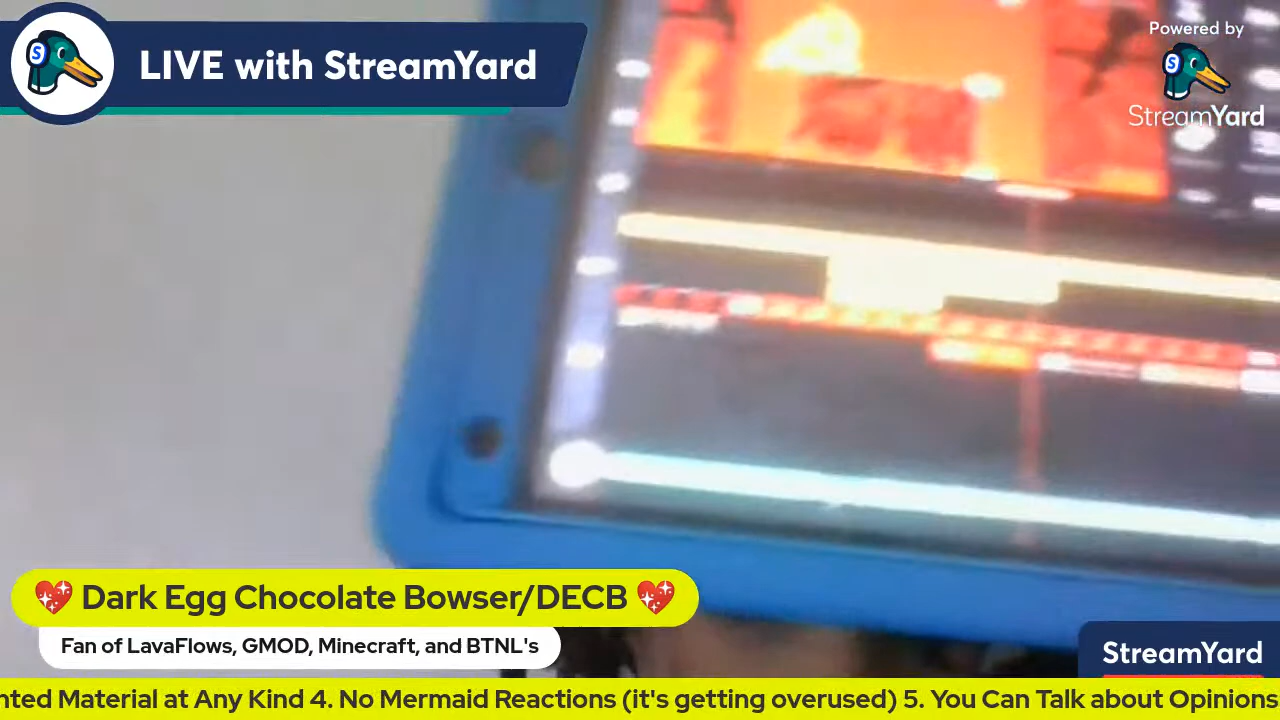 LIVE with StreamYard
Powered by
StreamYard
Dark Egg Chocolate Bowser/DECB
Fan of LavaFlows, GMOD, Minecraft, and BTNL's
StreamYard
nted Material at Any Kind 4. No Mermaid Reactions (it's getting overused) 5. You Can Talk about Opinions